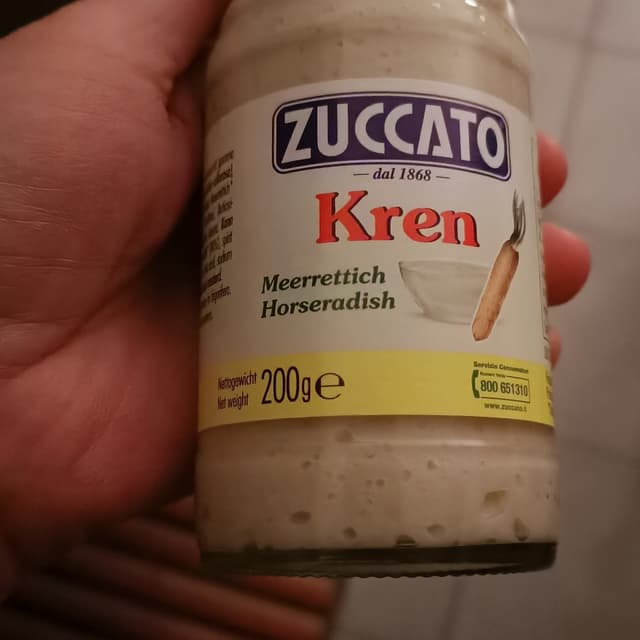 ZUCCATO
— dal 1868 —
Kren
Meerrettich
Horseradish
Nettogewicht
Net weight
200g e
Servizio Consumatori
800 651310
www.zuccato.it